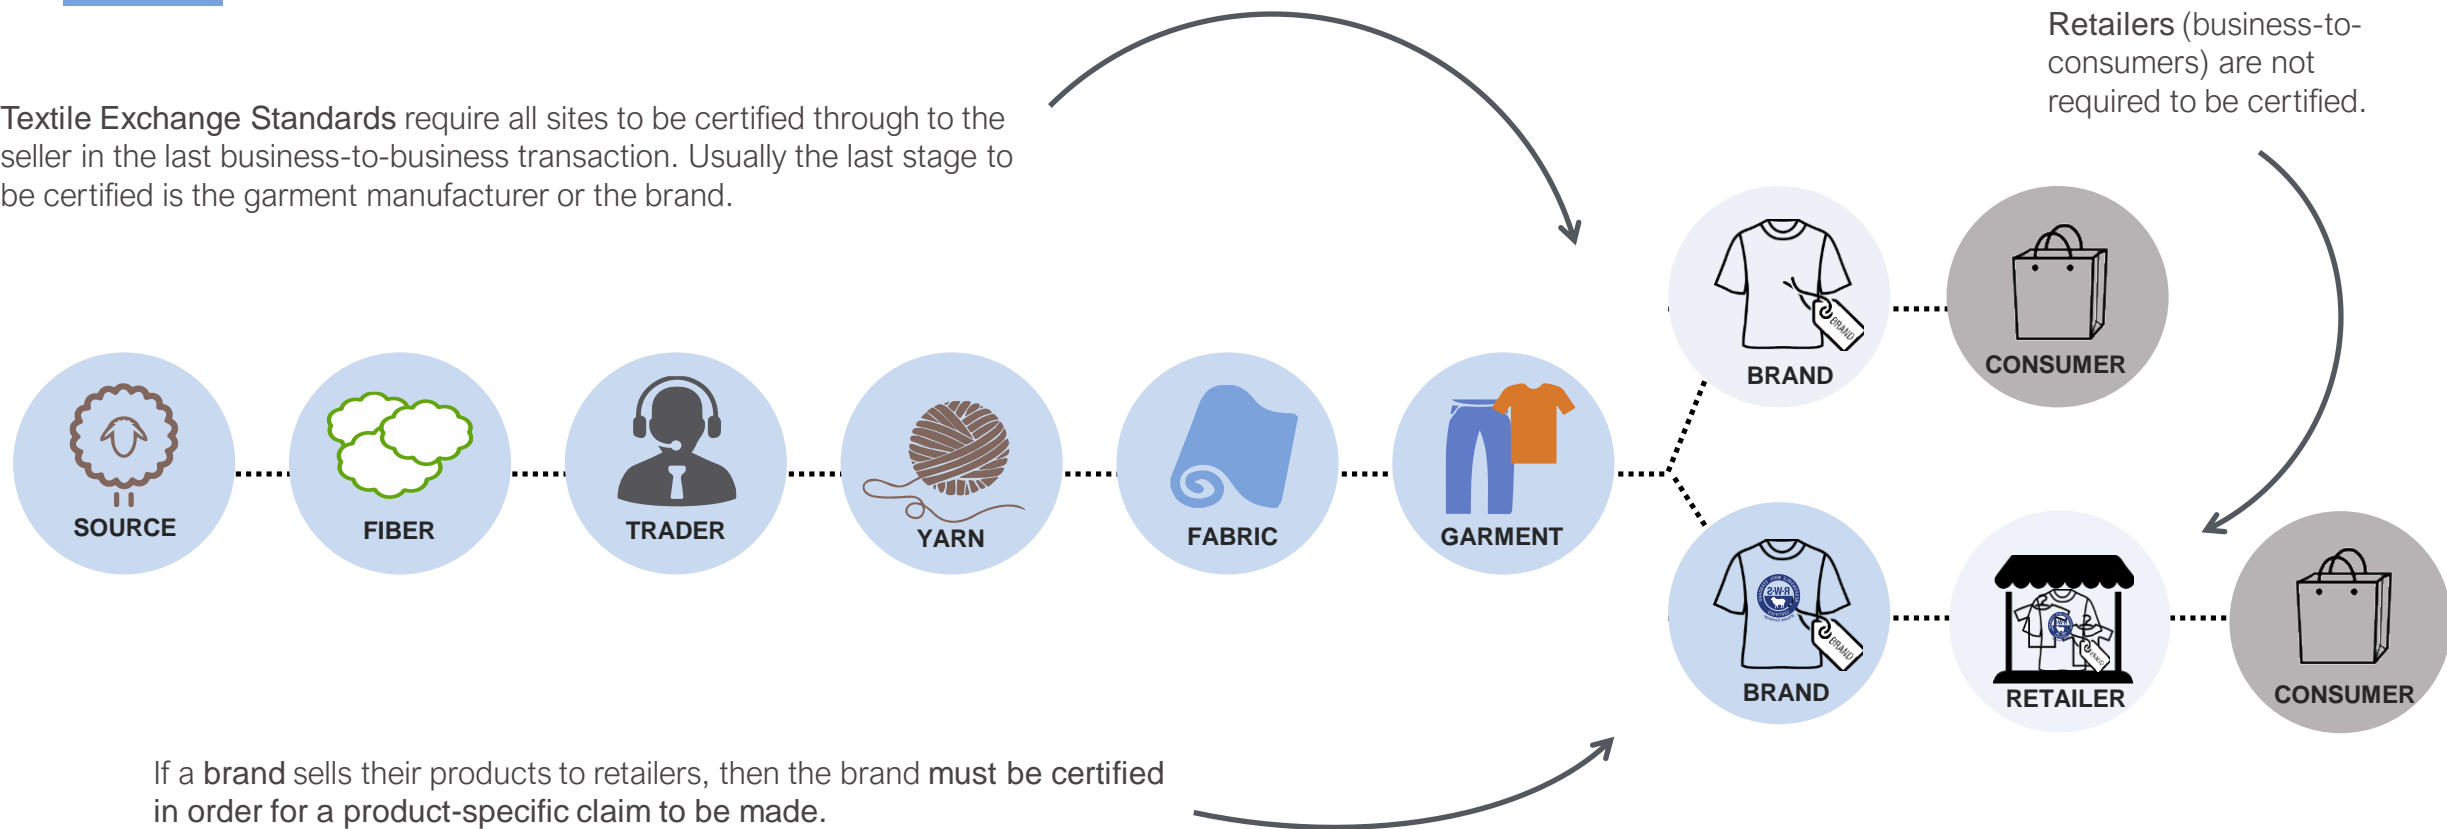 Retailers (business-to-
consumers) are not
required to be certified.
Textile Exchange Standards require all sites to be certified through to the
seller in the last business-to-business transaction. Usually the last stage to
be certified is the garment manufacturer or the brand.
BRAND
BRAND
CONSUMER
SOURCE
FIBER
TRADER
YARN
FABRIC
GARMENT
R·W·S
BRAND
BRAND
RETAILER
CONSUMER
If a brand sells their products to retailers, then the brand must be certified
in order for a product-specific claim to be made.